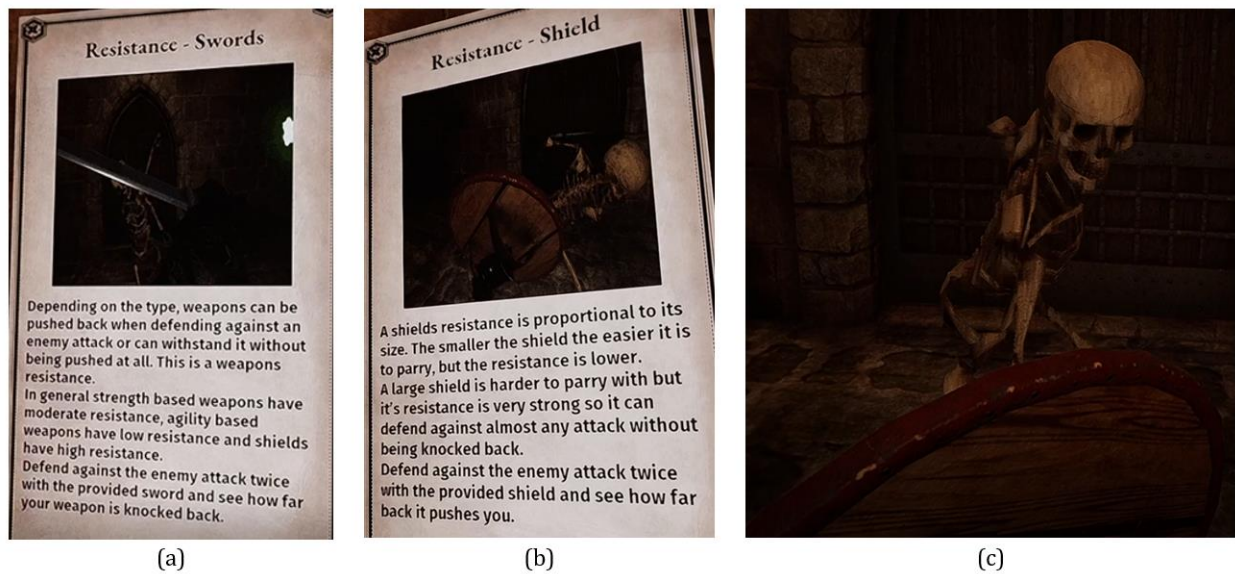 Resistance - Swords
Depending on the type, weapons can be
pushed back when defending against an
enemy attack or can withstand it without
being pushed at all. This is a weapons
resistance.
In general strength based weapons have
moderate resistance, agility based
weapons have low resistance and shields
have high resistance.
Defend against the enemy attack twice
with the provided sword and see how far
your weapon is knocked back.
(a)
Resistance - Shield
A shields resistance is proportional to its
size. The smaller the shield the easier it is
to parry, but the resistance is lower.
A large shield is harder to parry with but
it's resistance is very strong so it can
defend against almost any attack without
being knocked back.
Defend against the enemy attack twice
with the provided shield and see how far
back it pushes you.
(b)
(c)